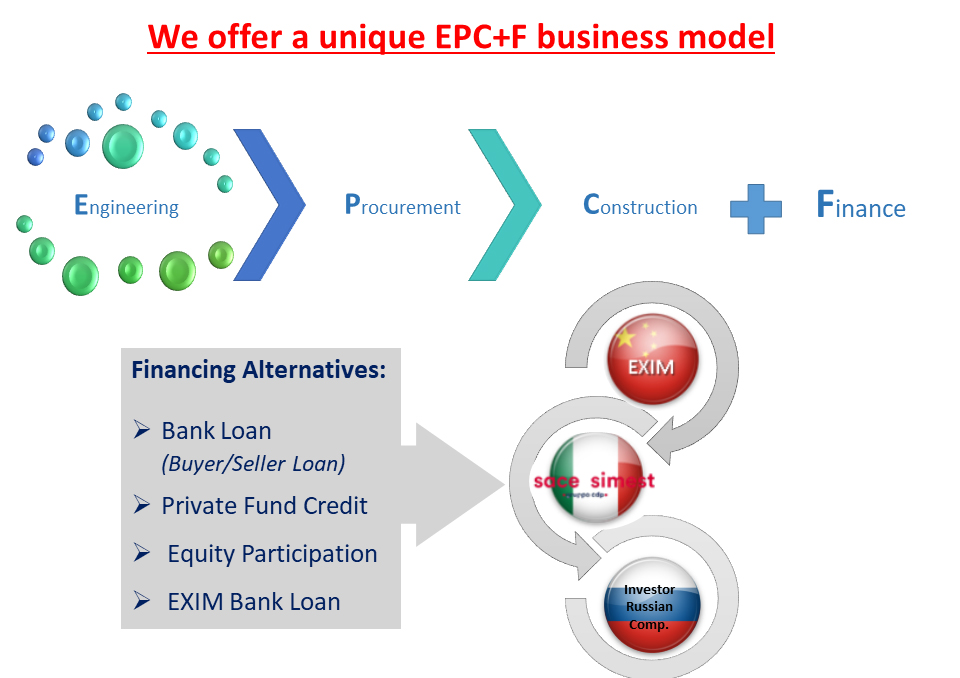 We offer a unique EPC+F business model
Engineering
Procurement
Construction
Finance
Financing Alternatives:
Bank Loan
(Buyer/Seller Loan)
Private Fund Credit
Equity Participation
EXIM Bank Loan
EXIM
sace simest
gruppo cdp
Investor
Russian
Comp.